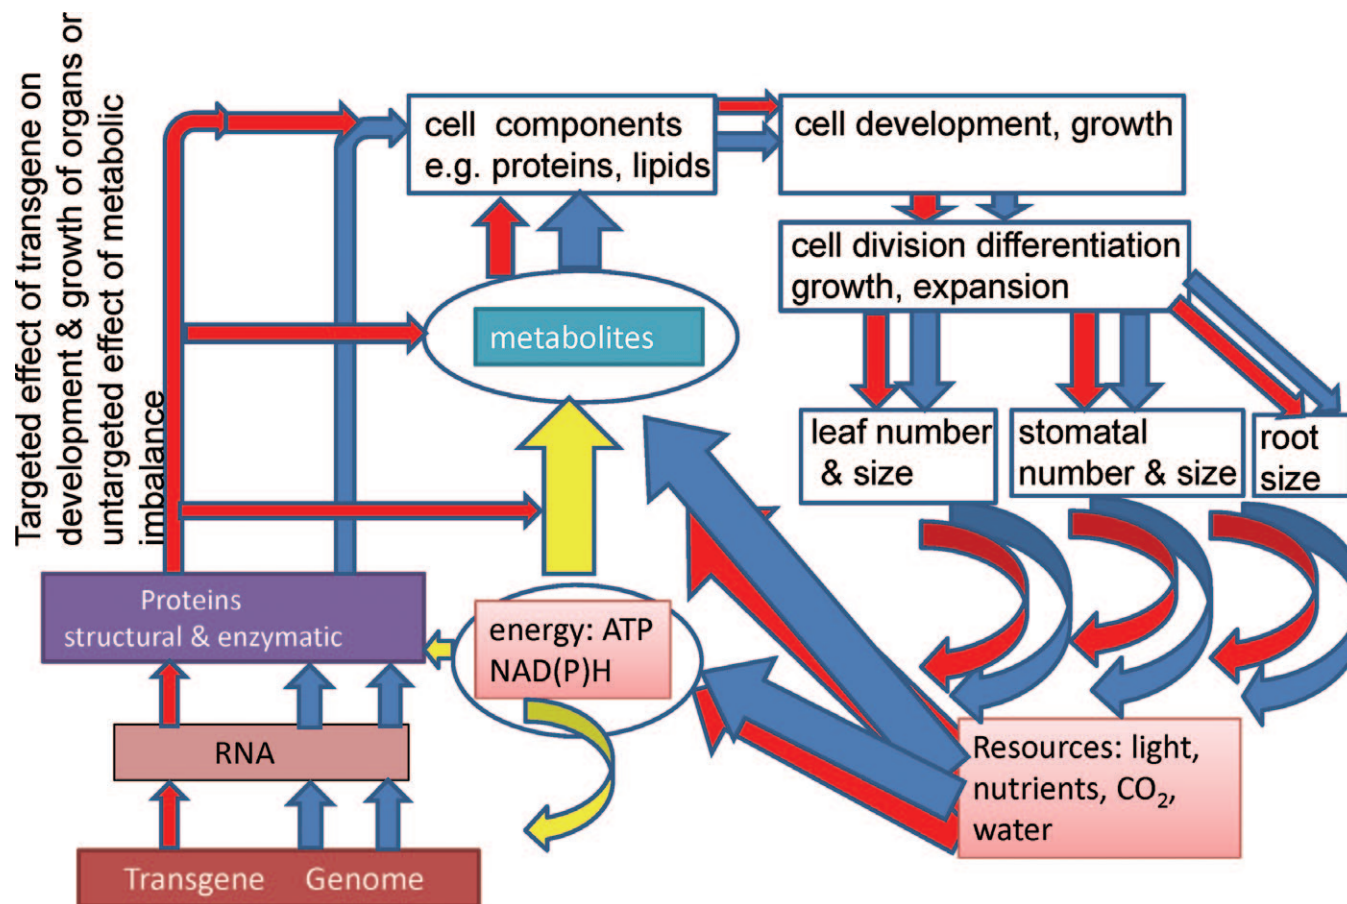 Targeted effect of transgene on
development & growth of organs or
untargeted effect of metabolic
imbalance
cell components
e.g. proteins, lipids
cell development, growth
cell division differentiation
growth, expansion
metabolites
leaf number
& size
stomatal
number & size
root
size
Proteins
structural & enzymatic
energy: ATP
NAD(P)H
RNA
Resources: light,
nutrients, CO₂,
water
Transgene Genome